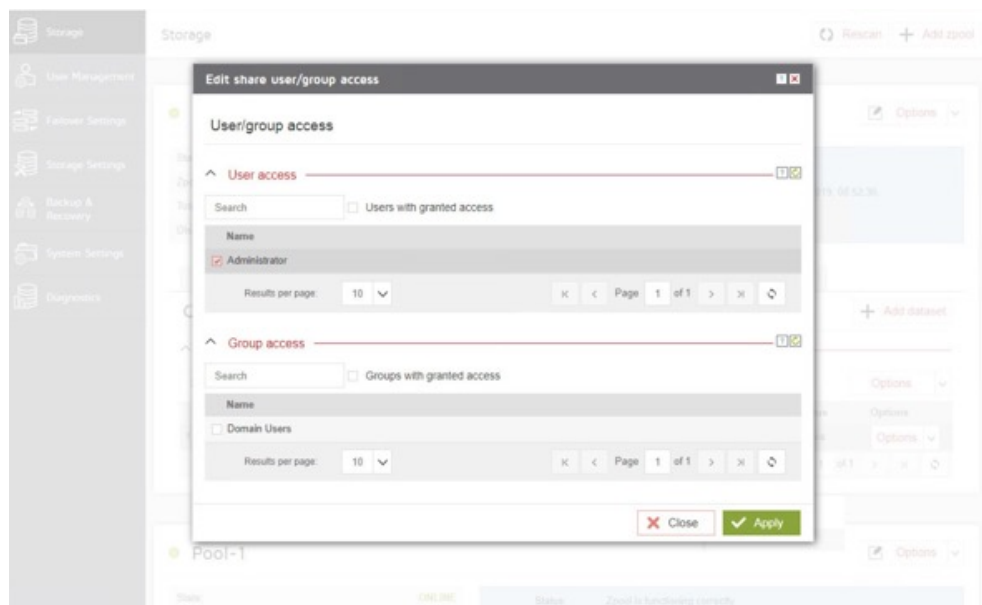 Storage
Storage
Rescan
Add zpool
User Management
Edit share user/group access
Failover Settings
Options
User/group access
Storage Settings
User access
Backup &
Recovery
Search
Users with granted access
Name
System Settings
Administrator
Diagnostics
Results per page:
10
Page 1 of 1
Add dataset
Group access
Search
Groups with granted access
Options
Name
Options
Domain Users
Options
Results per page:
10
Page 1 of 1
Close
Apply
Pool-1
Options
State:
ONLINE
Status:
Zpool is functioning correctly.